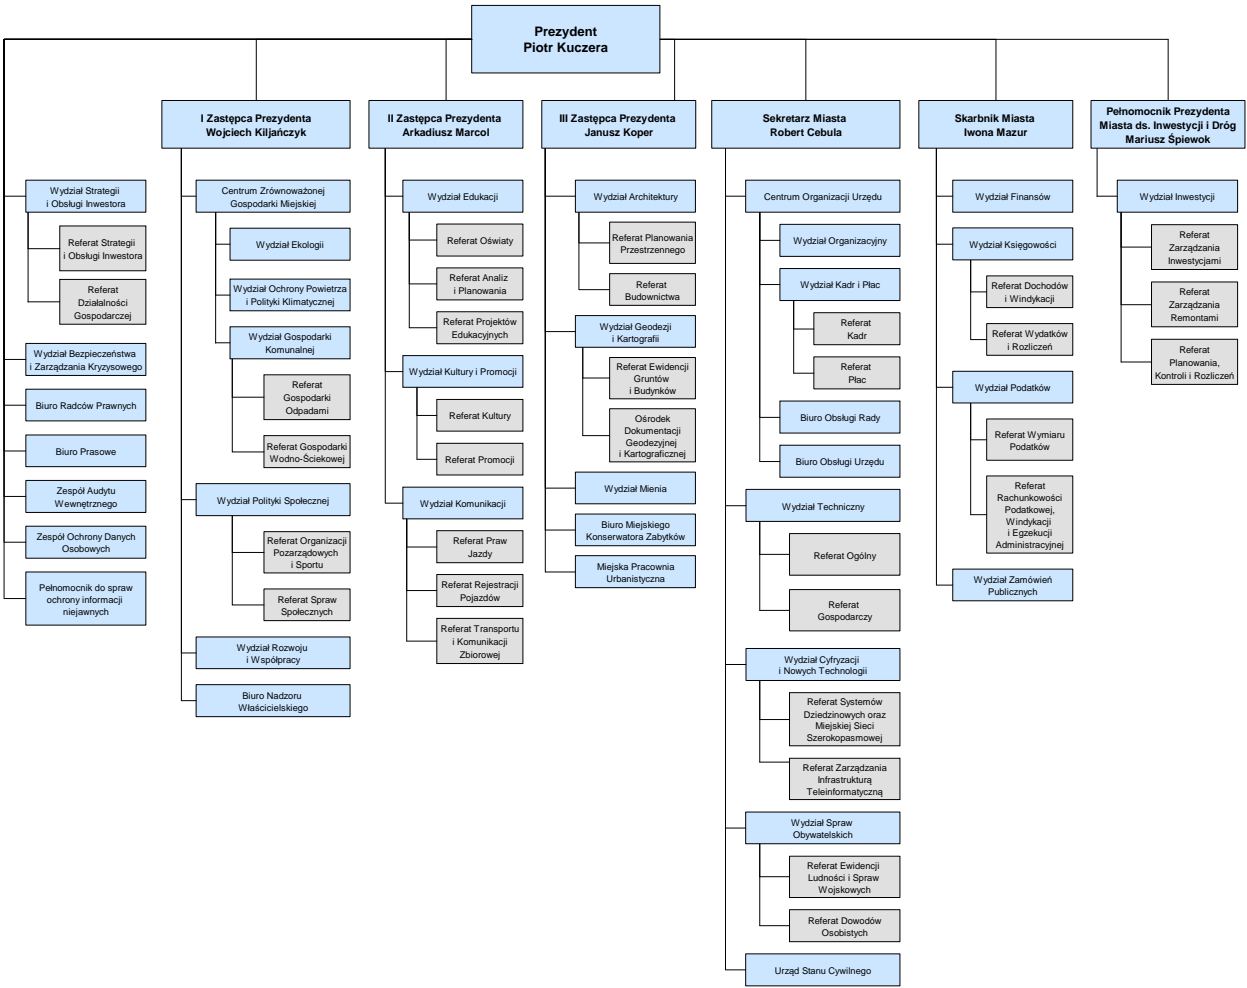 Prezydent
Piotr Kuczera
I Zastępca Prezydenta
Wojciech Kiljańczyk
II Zastępca Prezydenta
Arkadiusz Marcol
III Zastępca Prezydenta
Janusz Koper
Sekretarz Miasta
Robert Cebula
Skarbnik Miasta
Iwona Mazur
Pełnomocnik Prezydenta
Miasta ds. Inwestycji i Dróg
Mariusz Śpiewok
Wydział Strategii
i Obsługi Inwestora
Referat Strategii
i Obsługi Inwestora
Referat
Działalności
Gospodarczej
Wydział Bezpieczeństwa
i Zarządzania Kryzysowego
Biuro Radców Prawnych
Biuro Prasowe
Zespół Audytu
Wewnętrznego
Zespół Ochrony Danych
Osobowych
Pełnomocnik do spraw
ochrony informacji
niejawnych
Centrum Zrównoważonej
Gospodarki Miejskiej
Wydział Ekologii
Wydział Ochrony Powietrza
i Polityki Klimatycznej
Wydział Gospodarki
Komunalnej
Referat
Gospodarki
Odpadami
Referat Gospodarki
Wodno-Ściekowej
Wydział Polityki Społecznej
Referat Organizacji
Pozarządowych
i Sportu
Referat Spraw
Społecznych
Wydział Rozwoju
i Współpracy
Biuro Nadzoru
Właścicielskiego
Wydział Edukacji
Referat Oświaty
Referat Analiz
i Planowania
Referat Projektów
Edukacyjnych
Wydział Kultury i Promocji
Referat Kultury
Referat Promocji
Wydział Komunikacji
Referat Praw
Jazdy
Referat Rejestracji
Pojazdów
Referat Transportu
i Komunikacji
Zbiorowej
Wydział Architektury
Referat Planowania
Przestrzennego
Referat
Budownictwa
Wydział Geodezji
i Kartografii
Referat Ewidencji
Gruntów
i Budynków
Ośrodek
Dokumentacji
Geodezyjnej
i Kartograficznej
Wydział Mienia
Biuro Miejskiego
Konserwatora Zabytków
Miejska Pracownia
Urbanistyczna
Centrum Organizacji Urzędu
Wydział Organizacyjny
Wydział Kadr i Płac
Referat
Kadr
Referat
Płac
Biuro Obsługi Rady
Biuro Obsługi Urzędu
Wydział Techniczny
Referat Ogólny
Referat
Gospodarczy
Wydział Cyfryzacji
i Nowych Technologii
Referat Systemów
Dziedzinowych oraz
Miejskiej Sieci
Szerokopasmowej
Referat Zarządzania
Infrastrukturą
Teleinformatyczną
Wydział Spraw
Obywatelskich
Referat Ewidencji
Ludności i Spraw
Wojskowych
Referat Dowodów
Osobistych
Urząd Stanu Cywilnego
Wydział Finansów
Wydział Księgowości
Referat Dochodów
i Windykacji
Referat Wydatków
i Rozliczeń
Wydział Podatków
Referat Wymiaru
Podatków
Referat
Rachunkowości
Podatkowej,
Windykacji
i Egzekucji
Administracyjnej
Wydział Zamówień
Publicznych
Wydział Inwestycji
Referat
Zarządzania
Inwestycjami
Referat
Zarządzania
Remontami
Referat
Planowania,
Kontroli i Rozliczeń